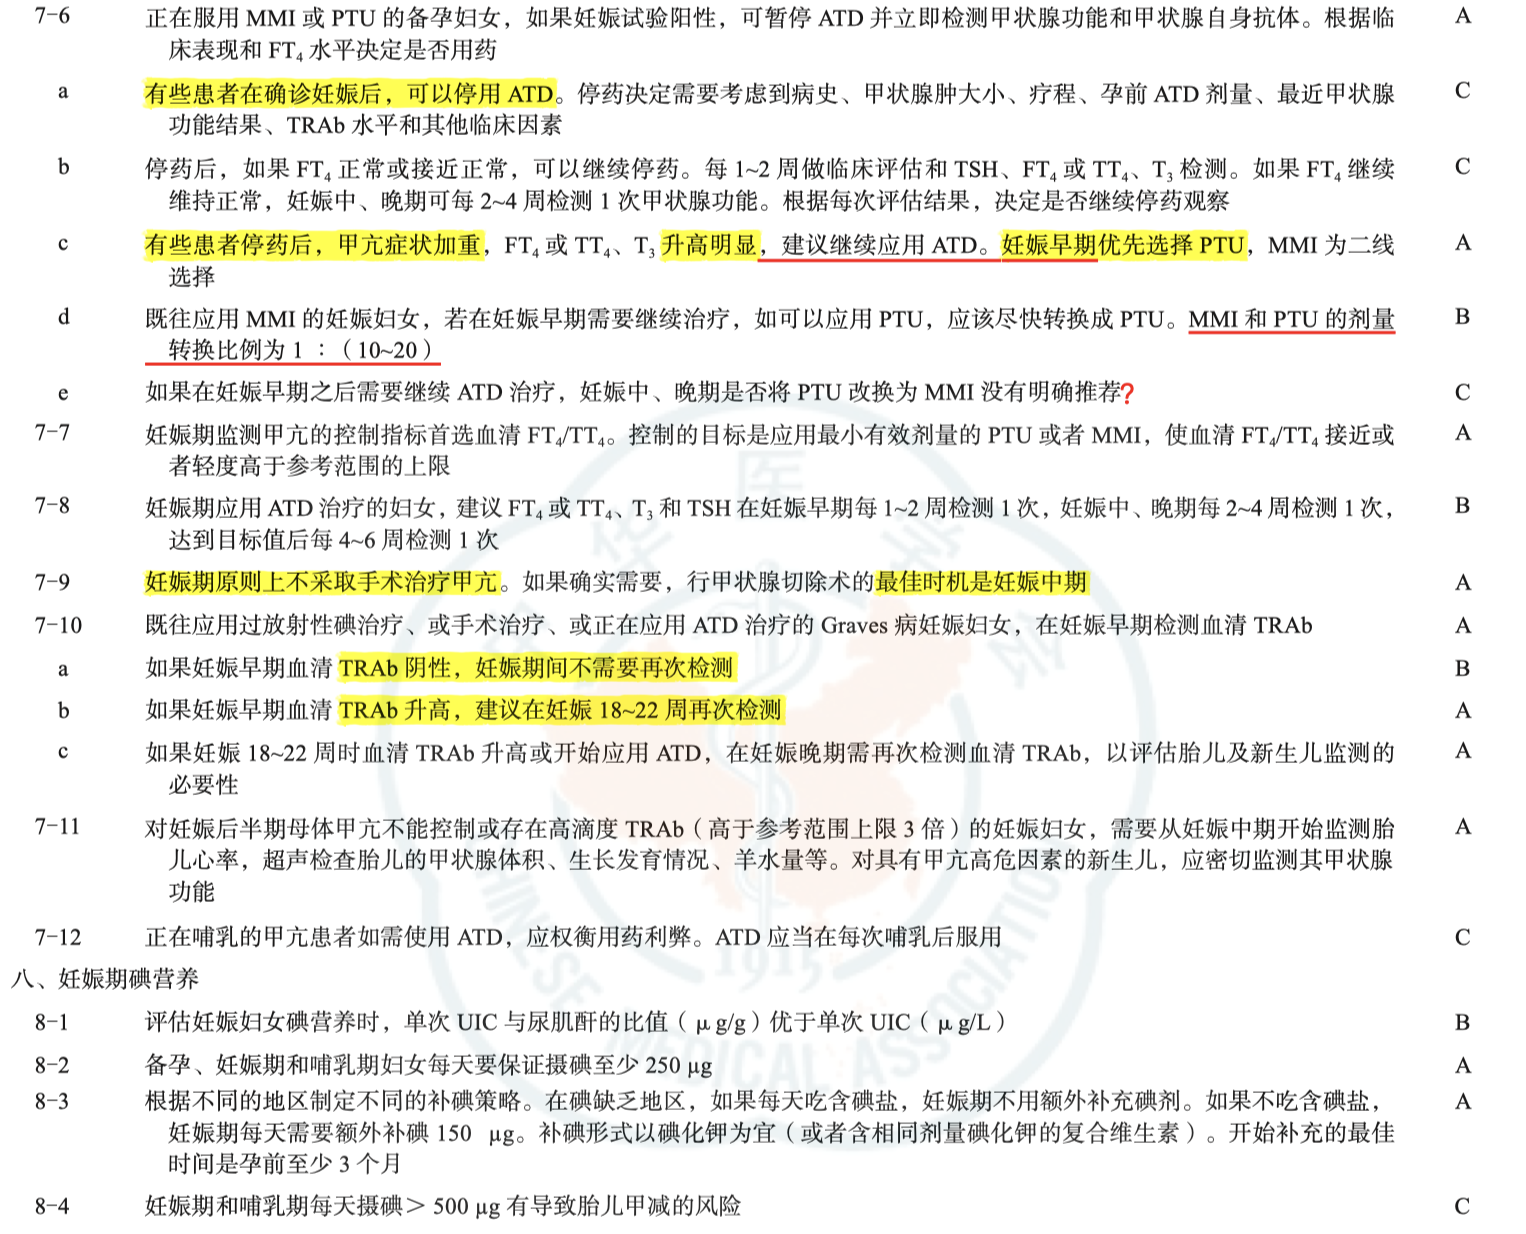 7-6 正在服用 MMI 或 PTU 的备孕妇女，如果妊娠试验阳性，可暂停 ATD 并立即检测甲状腺功能和甲状腺自身抗体。根据临 A
床表现和 FT4 水平决定是否用药
a 有些患者在确诊妊娠后，可以停用 ATD。停药决定需要考虑到病史、甲状腺肿大小、疗程、孕前 ATD 剂量、最近甲状腺 C
功能结果、TRAb 水平和其他临床因素
b 停药后，如果 FT4 正常或接近正常，可以继续停药。每 1~2 周做临床评估和 TSH、FT4 或 TT4、T3 检测。如果 FT4 继续 C
维持正常，妊娠中、晚期可每 2~4 周检测 1 次甲状腺功能。根据每次评估结果，决定是否继续停药观察
c 有些患者停药后，甲亢症状加重，FT4 或 TT4、T3 升高明显，建议继续应用 ATD。妊娠早期优先选择 PTU，MMI 为二线 A
选择
d 既往应用 MMI 的妊娠妇女，若在妊娠早期需要继续治疗，如可以应用 PTU，应该尽快转换成 PTU。MMI 和 PTU 的剂量 B
转换比例为 1 ：（10~20）
e 如果在妊娠早期之后需要继续 ATD 治疗，妊娠中、晚期是否将 PTU 改换为 MMI 没有明确推荐? C
7-7 妊娠期监测甲亢的控制指标首选血清 FT4/TT4。控制的目标是应用最小有效剂量的 PTU 或者 MMI，使血清 FT4/TT4 接近或 A
者轻度高于参考范围的上限
7-8 妊娠期应用 ATD 治疗的妇女，建议 FT4 或 TT4、T3 和 TSH 在妊娠早期每 1~2 周检测 1 次，妊娠中、晚期每 2~4 周检测 1 次， B
达到目标值后每 4~6 周检测 1 次
7-9 妊娠期原则上不采取手术治疗甲亢。如果确实需要，行甲状腺切除术的最佳时机是妊娠中期 A
7-10 既往应用过放射性碘治疗、或手术治疗、或正在应用 ATD 治疗的 Graves 病妊娠妇女，在妊娠早期检测血清 TRAb A
a 如果妊娠早期血清 TRAb 阴性，妊娠期间不需要再次检测 B
b 如果妊娠早期血清 TRAb 升高，建议在妊娠 18~22 周再次检测 A
c 如果妊娠 18~22 周时血清 TRAb 升高或开始应用 ATD，在妊娠晚期需再次检测血清 TRAb，以评估胎儿及新生儿监测的 A
必要性
7-11 对妊娠后半期母体甲亢不能控制或存在高滴度 TRAb（高于参考范围上限 3 倍）的妊娠妇女，需要从妊娠中期开始监测胎 A
儿心率，超声检查胎儿的甲状腺体积、生长发育情况、羊水量等。对具有甲亢高危因素的新生儿，应密切监测其甲状腺
功能
7-12 正在哺乳的甲亢患者如需使用 ATD，应权衡用药利弊。ATD 应当在每次哺乳后服用 C
八、妊娠期碘营养
8-1 评估妊娠妇女碘营养时，单次 UIC 与尿肌酐的比值（μg/g）优于单次 UIC（μg/L） B
8-2 备孕、妊娠期和哺乳期妇女每天要保证摄碘至少 250 μg A
8-3 根据不同的地区制定不同的补碘策略。在碘缺乏地区，如果每天吃含碘盐，妊娠期不用额外补充碘剂。如果不吃含碘盐， A
妊娠期每天需要额外补碘 150 μg。补碘形式以碘化钾为宜（或者含相同剂量碘化钾的复合维生素）。开始补充的最佳
时间是孕前至少 3 个月
8-4 妊娠期和哺乳期每天摄碘＞ 500 μg 有导致胎儿甲减的风险 C
中华医学会
1915
CHINESE MEDICAL ASSOCIATION